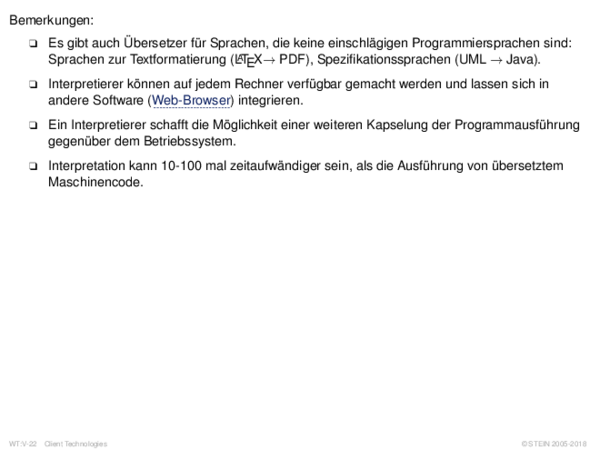 Bemerkungen:
❑ Es gibt auch Übersetzer für Sprachen, die keine einschlägigen Programmiersprachen sind:
Sprachen zur Textformatierung (LATEX→ PDF), Spezifikationssprachen (UML → Java).
❑ Interpretierer können auf jedem Rechner verfügbar gemacht werden und lassen sich in
andere Software (Web-Browser) integrieren.
❑ Ein Interpretierer schafft die Möglichkeit einer weiteren Kapselung der Programmausführung
gegenüber dem Betriebssystem.
❑ Interpretation kann 10-100 mal zeitaufwändiger sein, als die Ausführung von übersetztem
Maschinencode.
WT:V-22 Client Technologies © STEIN 2005-2018